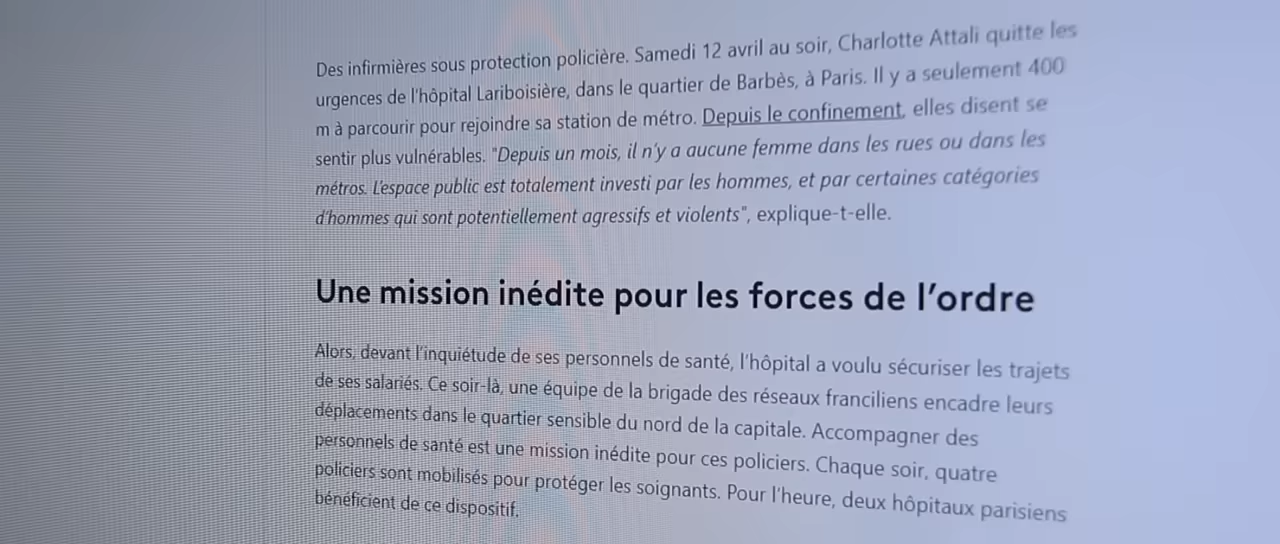 Des infirmières sous protection policière. Samedi 12 avril au soir, Charlotte Attali quitte les
urgences de l'hôpital Lariboisière, dans le quartier de Barbès, à Paris. Il y a seulement 400
m à parcourir pour rejoindre sa station de métro. Depuis le confinement, elles disent se
sentir plus vulnérables. "Depuis un mois, il n'y a aucune femme dans les rues ou dans les
métros. L'espace public est totalement investi par les hommes, et par certaines catégories
d'hommes qui sont potentiellement agressifs et violents", explique-t-elle.
Une mission inédite pour les forces de l'ordre
Alors, devant l'inquiétude de ses personnels de santé, l'hôpital a voulu sécuriser les trajets
de ses salariés. Ce soir-là, une équipe de la brigade des réseaux franciliens encadre leurs
déplacements dans le quartier sensible du nord de la capitale. Accompagner des
personnels de santé est une mission inédite pour ces policiers. Chaque soir, quatre
policiers sont mobilisés pour protéger les soignants. Pour l'heure, deux hôpitaux parisiens
bénéficient de ce dispositif.